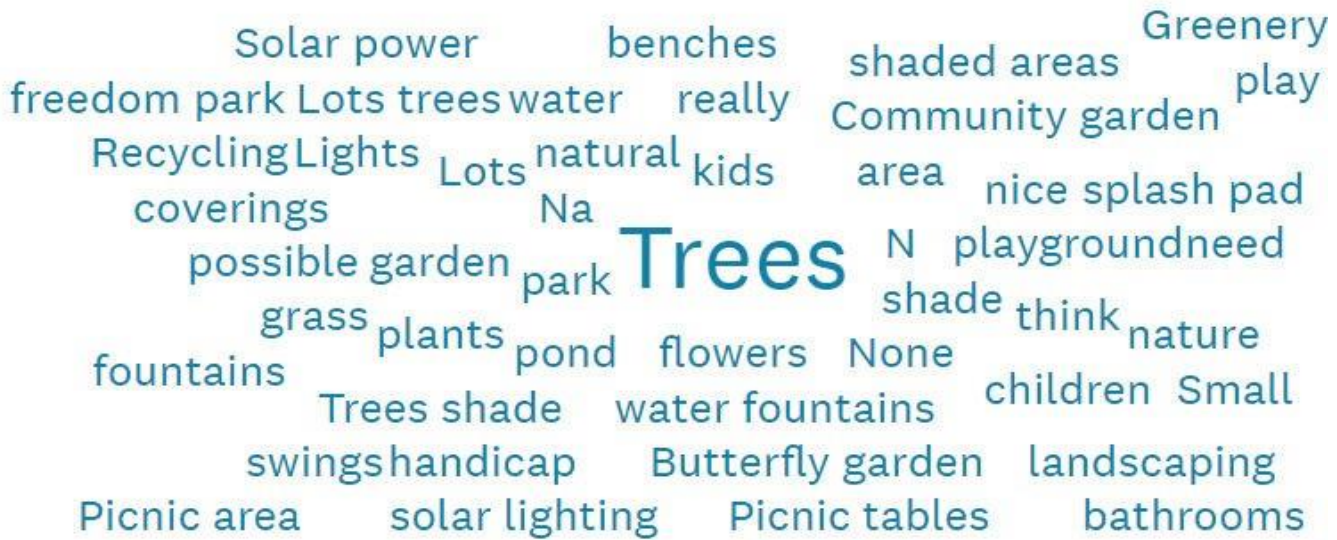 Greenery
Solar power benches shaded areas play
freedom park Lots trees water really Community garden
Recycling Lights Lots natural kids area nice splash pad
coverings Na
possible garden park Trees N playground need
grass plants shade think nature
fountains pond flowers None children Small
Trees shade water fountains
swings handicap Butterfly garden landscaping
Picnic area solar lighting Picnic tables bathrooms